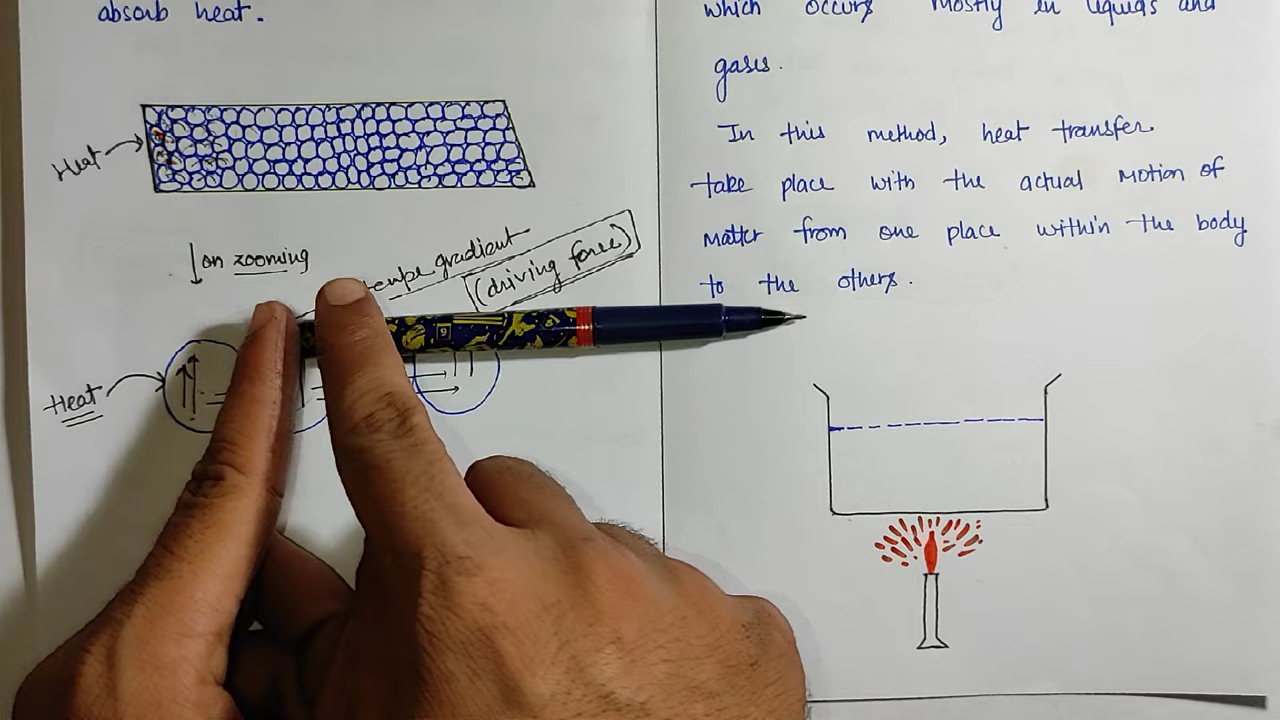 absorb heat.
Heat
on zooming
gradient
(driving force)
Heat
9
which occurs mostly in liquids and
gases.
In this method, heat transfer
take place with the actual motion of
matter from one place within the body
to the others.